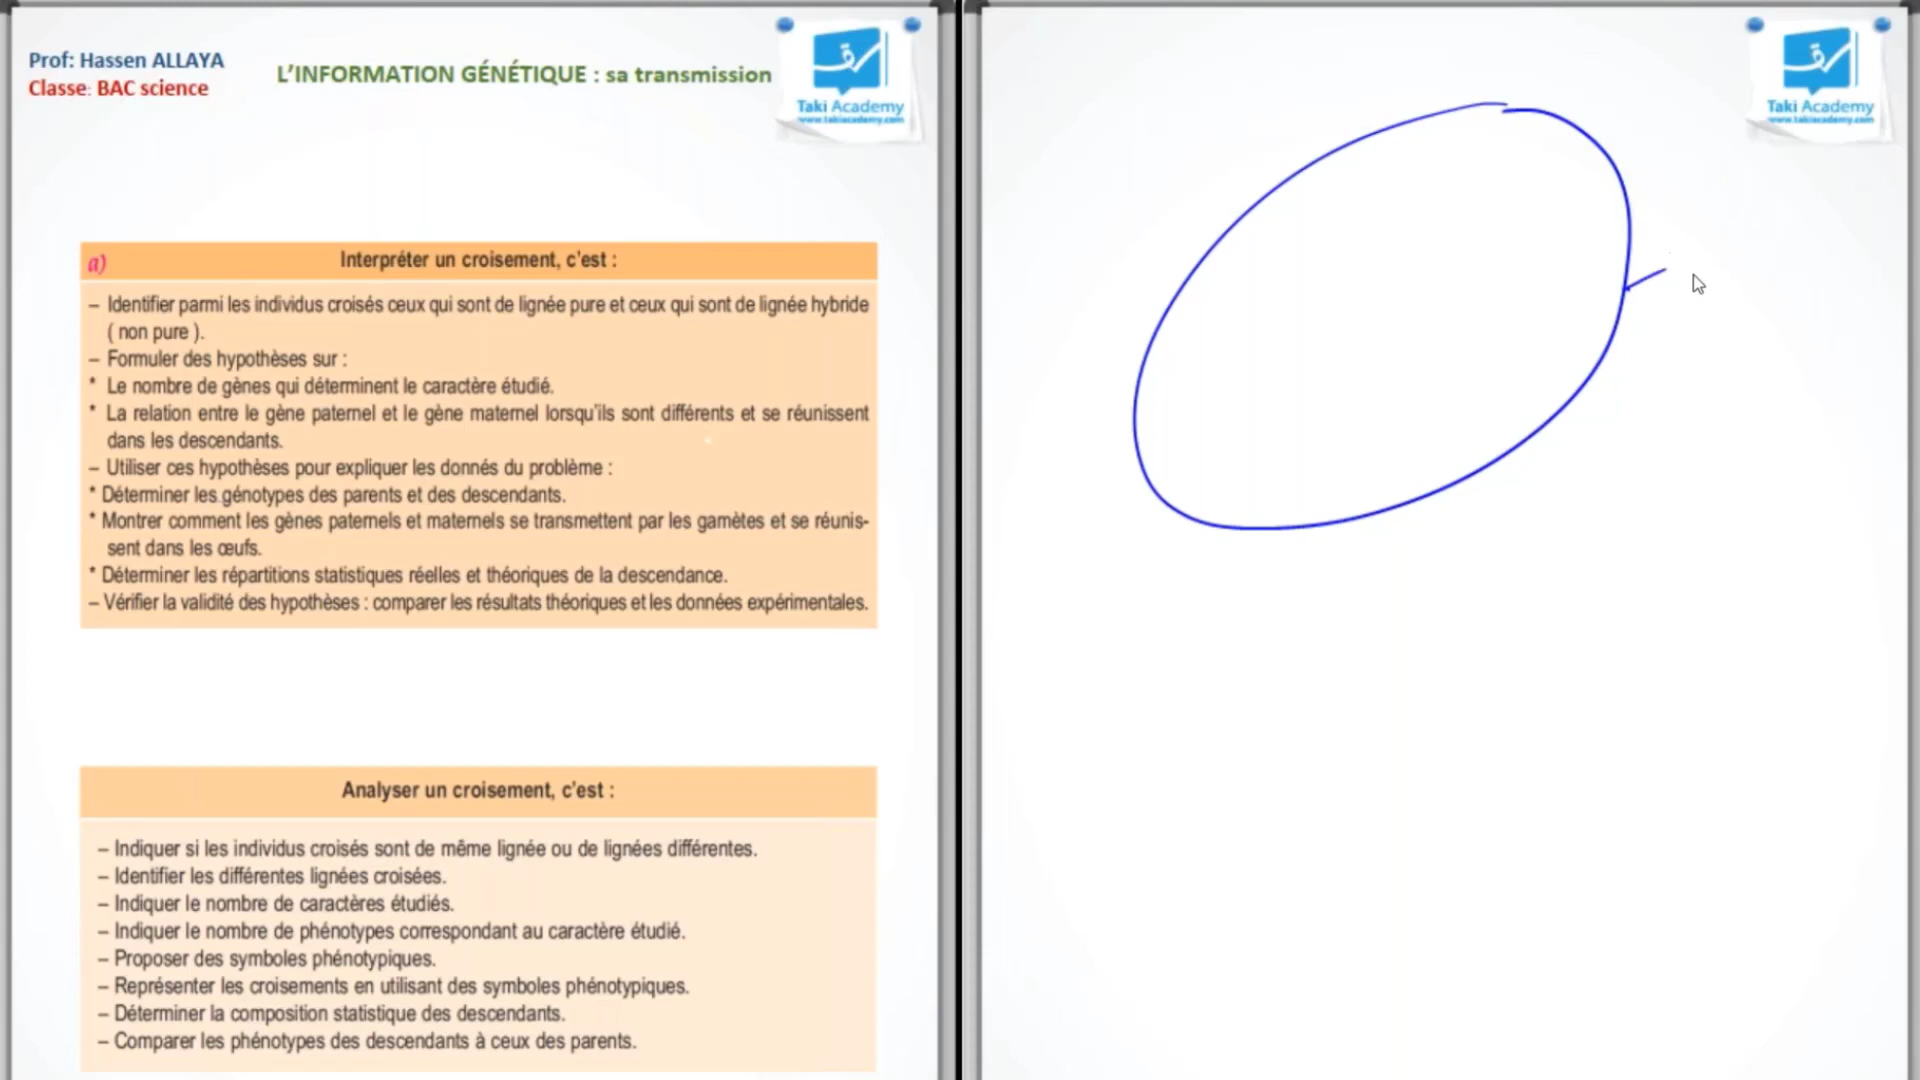 Prof: Hassen ALLAYA
Classe: BAC science
L'INFORMATION GÉNÉTIQUE : sa transmission
Taki Academy
www.takiacademy.com
a)
Interpréter un croisement, c'est :
– Identifier parmi les individus croisés ceux qui sont de lignée pure et ceux qui sont de lignée hybride
( non pure ).
– Formuler des hypothèses sur :
* Le nombre de gènes qui déterminent le caractère étudié.
* La relation entre le gène paternel et le gène maternel lorsqu'ils sont différents et se réunissent
dans les descendants.
– Utiliser ces hypothèses pour expliquer les donnés du problème :
* Déterminer les génotypes des parents et des descendants.
* Montrer comment les gènes paternels et maternels se transmettent par les gamètes et se réunis-
sent dans les œufs.
* Déterminer les répartitions statistiques réelles et théoriques de la descendance.
– Vérifier la validité des hypothèses : comparer les résultats théoriques et les données expérimentales.
Analyser un croisement, c'est :
– Indiquer si les individus croisés sont de même lignée ou de lignées différentes.
– Identifier les différentes lignées croisées.
– Indiquer le nombre de caractères étudiés.
– Indiquer le nombre de phénotypes correspondant au caractère étudié.
– Proposer des symboles phénotypiques.
– Représenter les croisements en utilisant des symboles phénotypiques.
– Déterminer la composition statistique des descendants.
– Comparer les phénotypes des descendants à ceux des parents.
Taki Academy
www.takiacademy.com